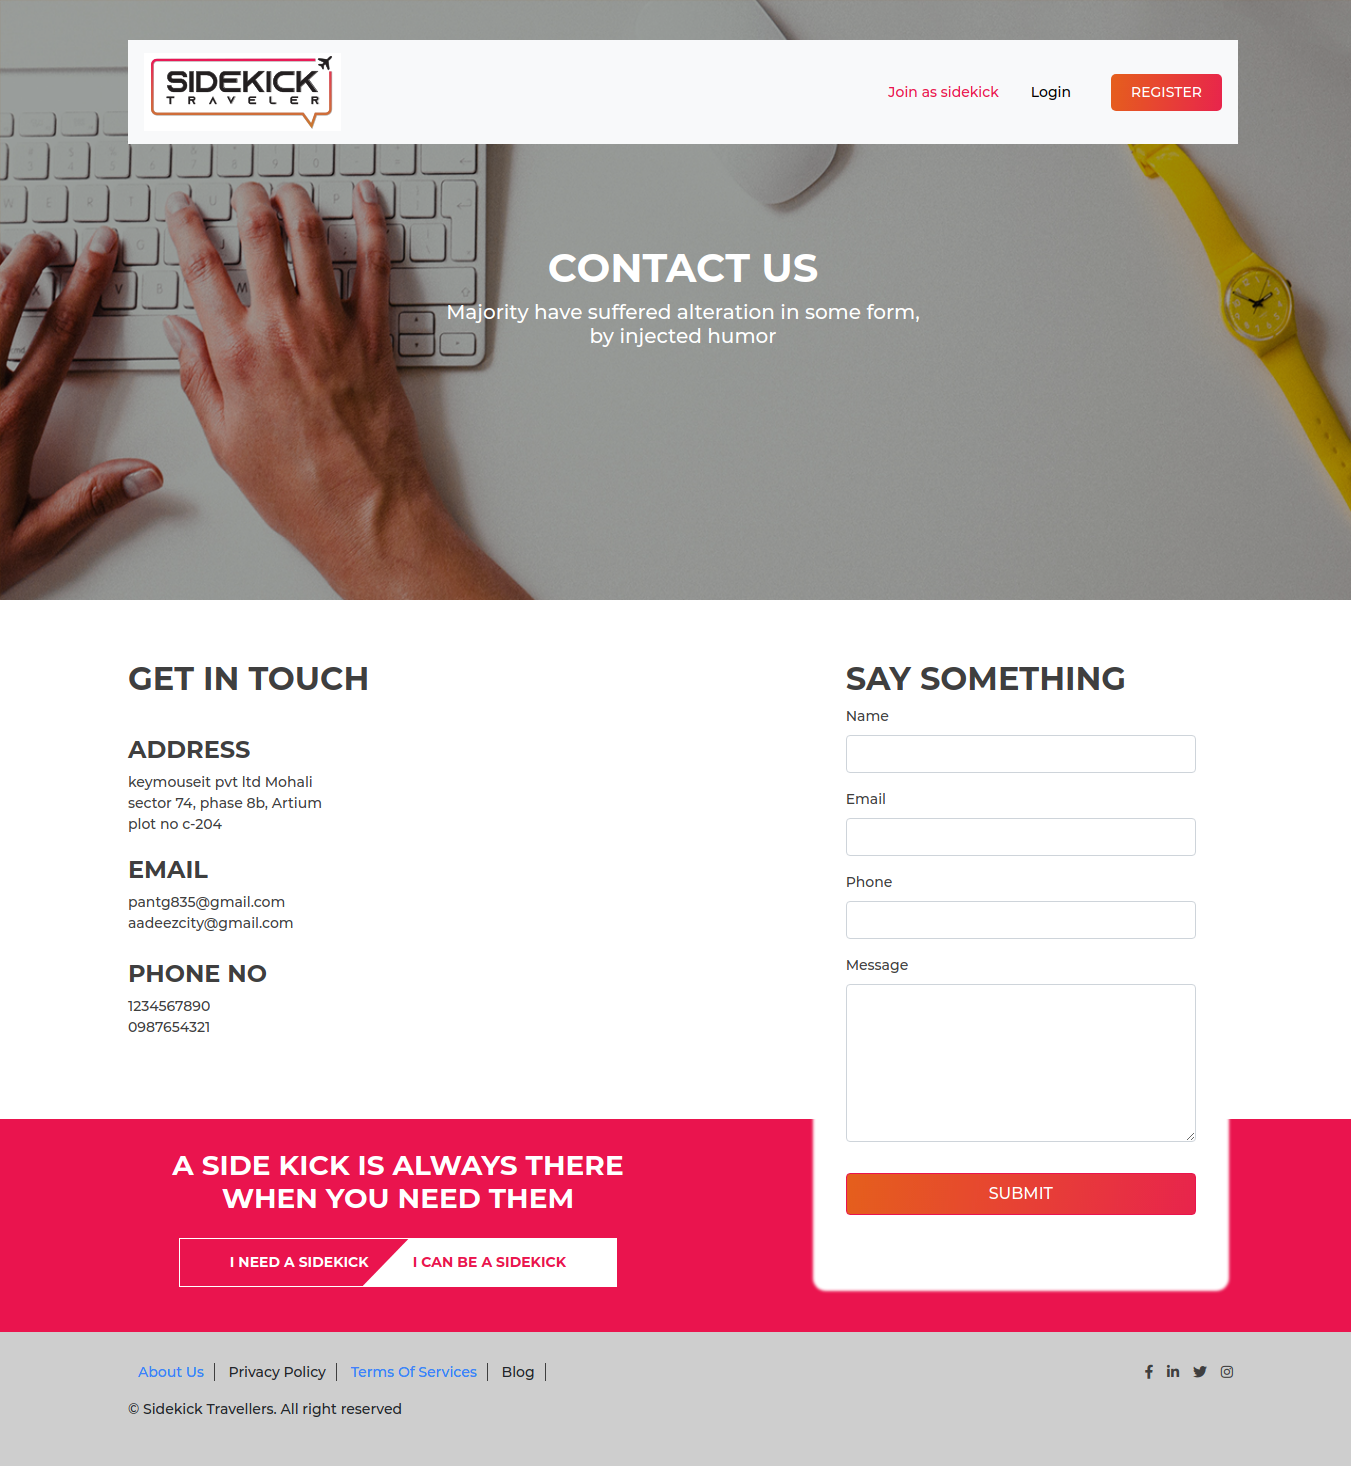 SIDEKICK
TRAVELER
Join as sidekick
Login
REGISTER
CONTACT US
Majority have suffered alteration in some form,
by injected humor
GET IN TOUCH
ADDRESS
keymouseit pvt ltd Mohali
sector 74, phase 8b, Artium
plot no c-204
EMAIL
pantg835@gmail.com
aadeezcity@gmail.com
PHONE NO
1234567890
0987654321
SAY SOMETHING
Name
Email
Phone
Message
SUBMIT
A SIDE KICK IS ALWAYS THERE
WHEN YOU NEED THEM
I NEED A SIDEKICK
I CAN BE A SIDEKICK
About Us
Privacy Policy
Terms Of Services
Blog
© Sidekick Travellers. All right reserved